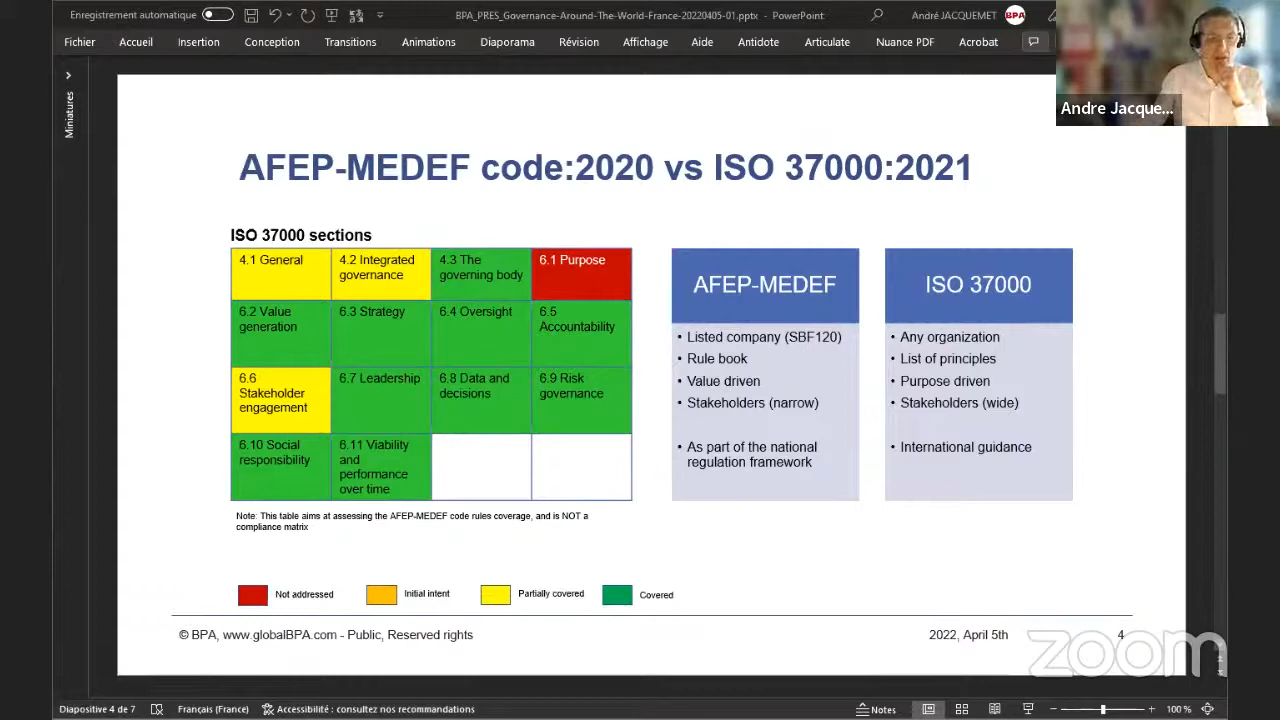 Enregistrement automatique
BPA_PRES_Governance-Around-The-World-France-20220405-01.pptx - PowerPoint
André JACQUEMET
BPA
Fichier Accueil Insertion Conception Transitions Animations Diaporama Révision Affichage Aide Antidote Articulate Nuance PDF Acrobat
Andre Jacque...
Miniatures
AFEP-MEDEF code:2020 vs ISO 37000:2021
ISO 37000 sections
4.1 General
4.2 Integrated
governance
4.3 The
governing body
6.1 Purpose
6.2 Value
generation
6.3 Strategy
6.4 Oversight
6.5
Accountability
6.6
Stakeholder
engagement
6.7 Leadership
6.8 Data and
decisions
6.9 Risk
governance
6.10 Social
responsibility
6.11 Viability
and
performance
over time
Note: This table aims at assessing the AFEP-MEDEF code rules coverage, and is NOT a
compliance matrix
AFEP-MEDEF
• Listed company (SBF120)
• Rule book
• Value driven
• Stakeholders (narrow)
• As part of the national
regulation framework
ISO 37000
• Any organization
• List of principles
• Purpose driven
• Stakeholders (wide)
• International guidance
Not addressed
Initial intent
Partially covered
Covered
© BPA, www.globalBPA.com - Public, Reserved rights
2022, April 5th
4
zoom
Diapositive 4 de 7
Français (France)
Accessibilité : consultez nos recommandations
Notes
100 %